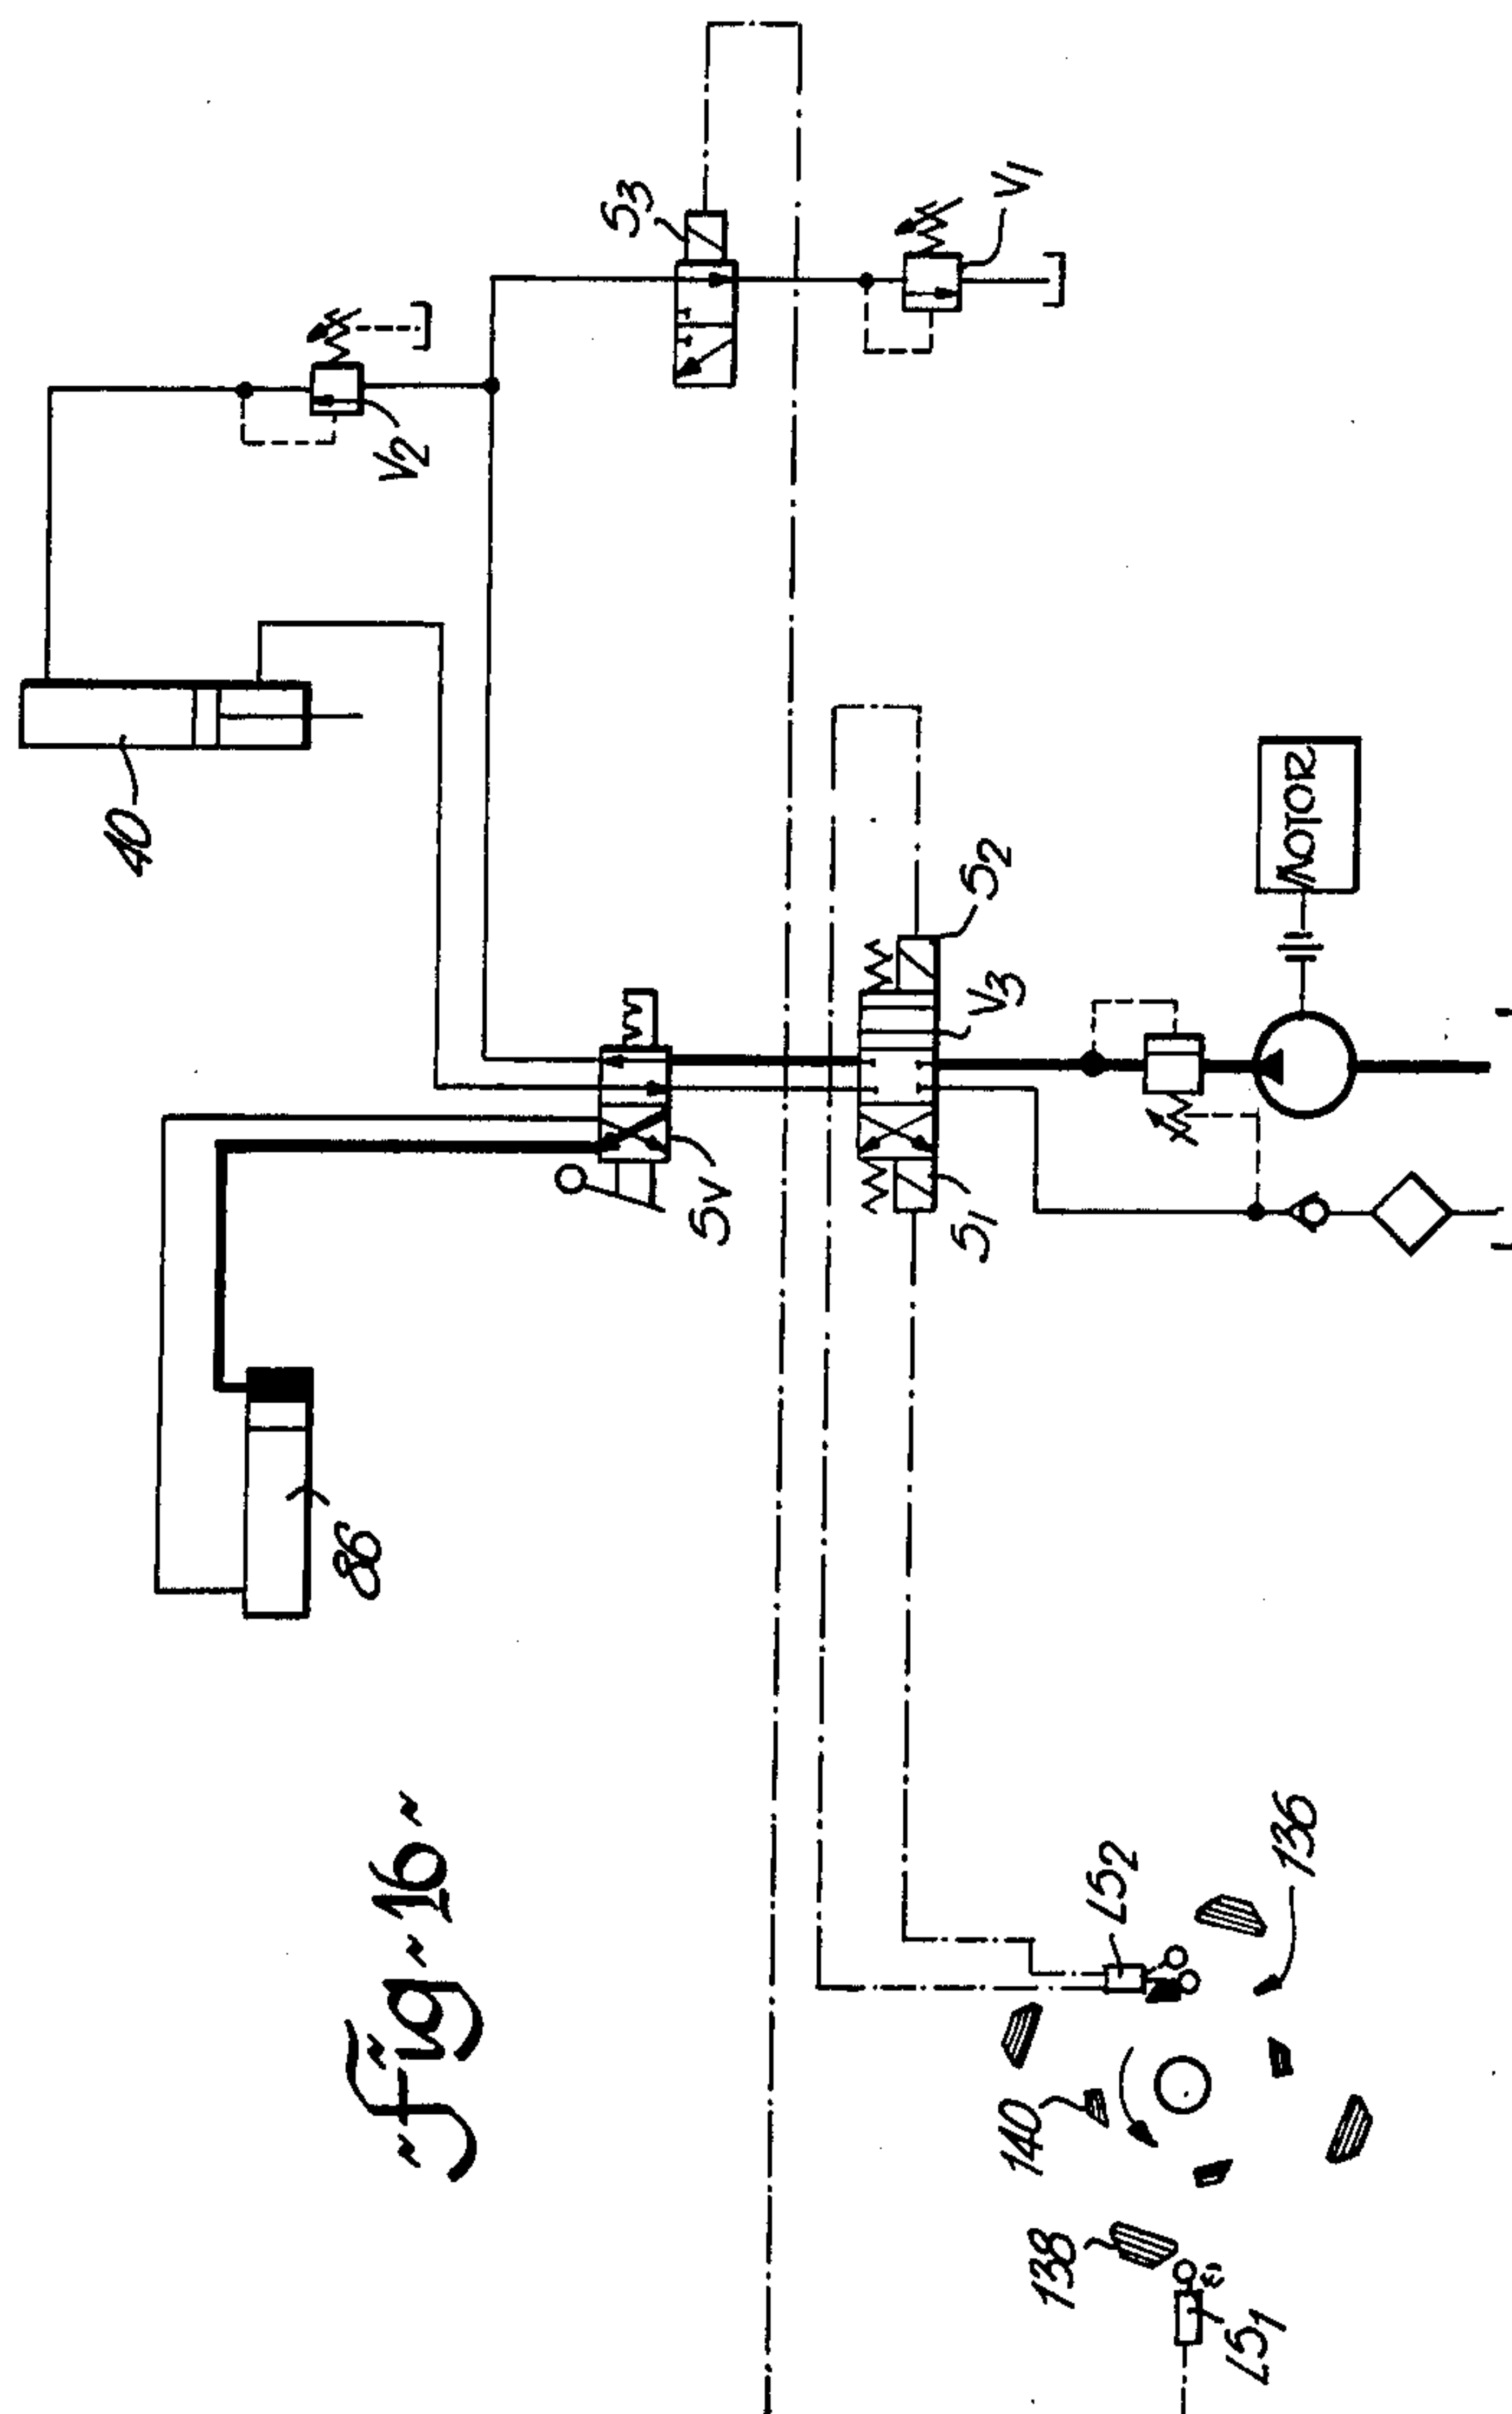 ~fig~16~
40
86
V2
S3
V1
SV
S2
V3
S1
MOTOR
LS2
136
140
138
LS1